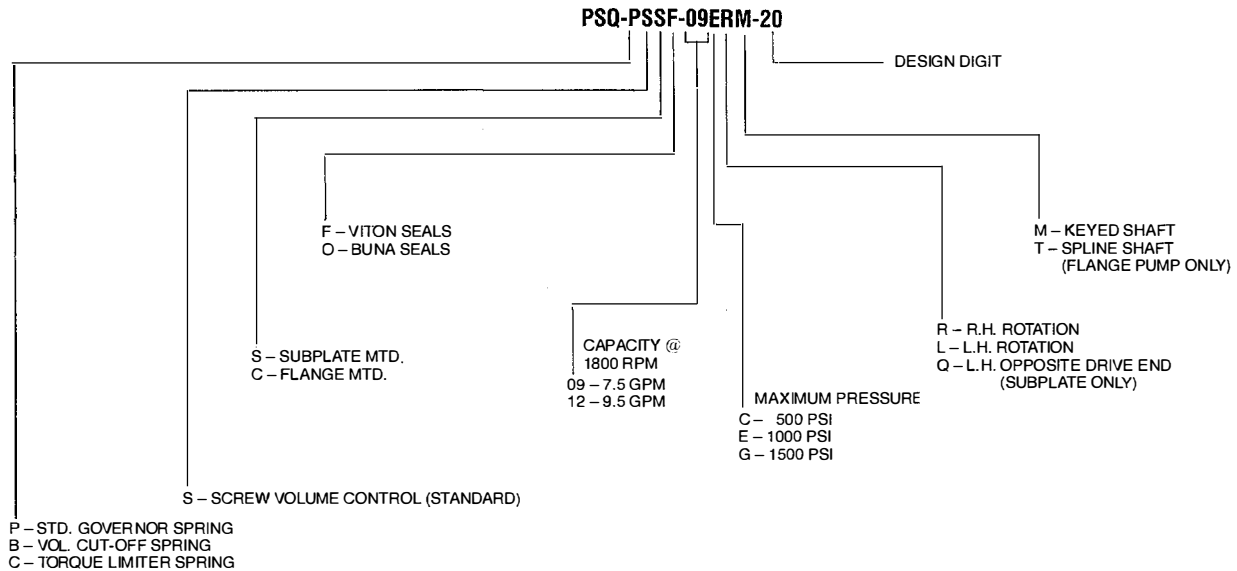 PSQ-PSSF-09ERM-20
DESIGN DIGIT
M – KEYED SHAFT
T – SPLINE SHAFT
(FLANGE PUMP ONLY)
F – VITON SEALS
O – BUNA SEALS
R – R.H. ROTATION
L – L.H. ROTATION
Q – L.H. OPPOSITE DRIVE END
(SUBPLATE ONLY)
CAPACITY @
1800 RPM
09 – 7.5 GPM
12 – 9.5 GPM
S – SUBPLATE MTD.
C – FLANGE MTD.
MAXIMUM PRESSURE
C – 500 PSI
E – 1000 PSI
G – 1500 PSI
S – SCREW VOLUME CONTROL (STANDARD)
P – STD. GOVERNOR SPRING
B – VOL. CUT-OFF SPRING
C – TORQUE LIMITER SPRING